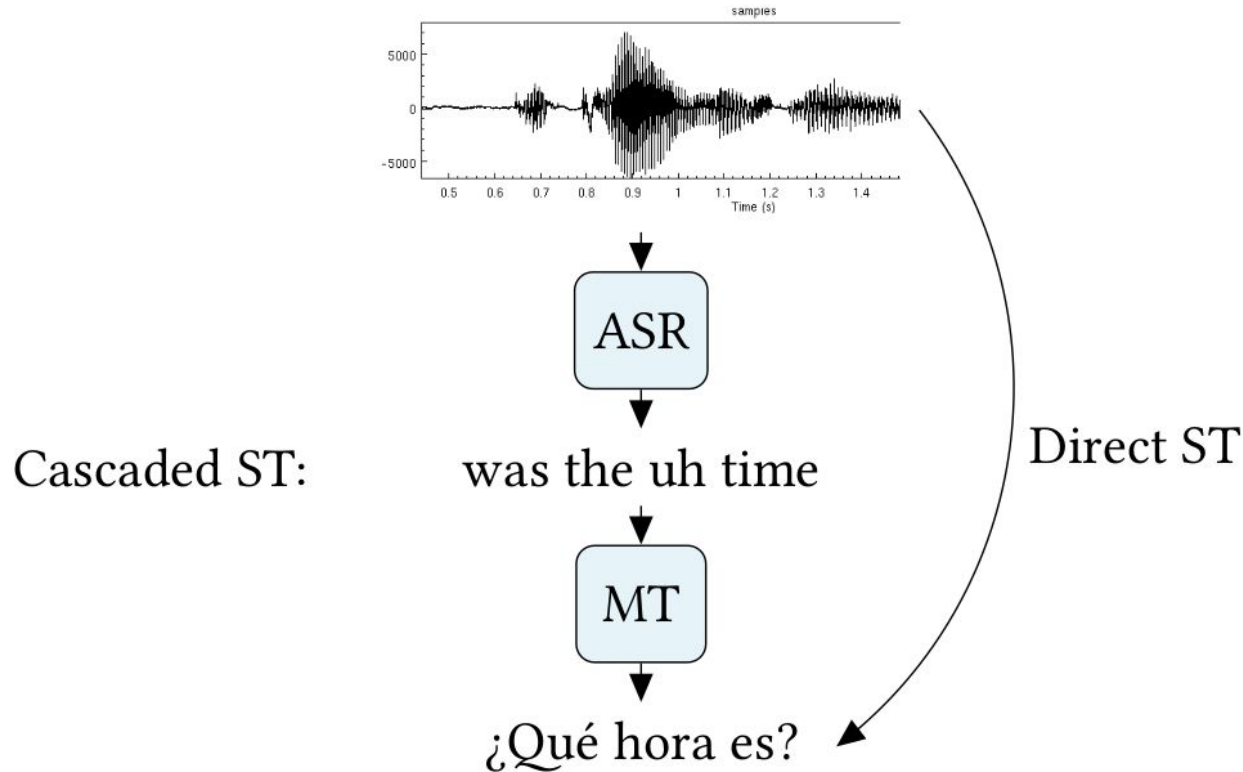 samples
5000
0
-5000
0.5 0.6 0.7 0.8 0.9 1 1.1 1.2 1.3 1.4
Time (s)
ASR
Cascaded ST: was the uh time
Direct ST
MT
¿Qué hora es?